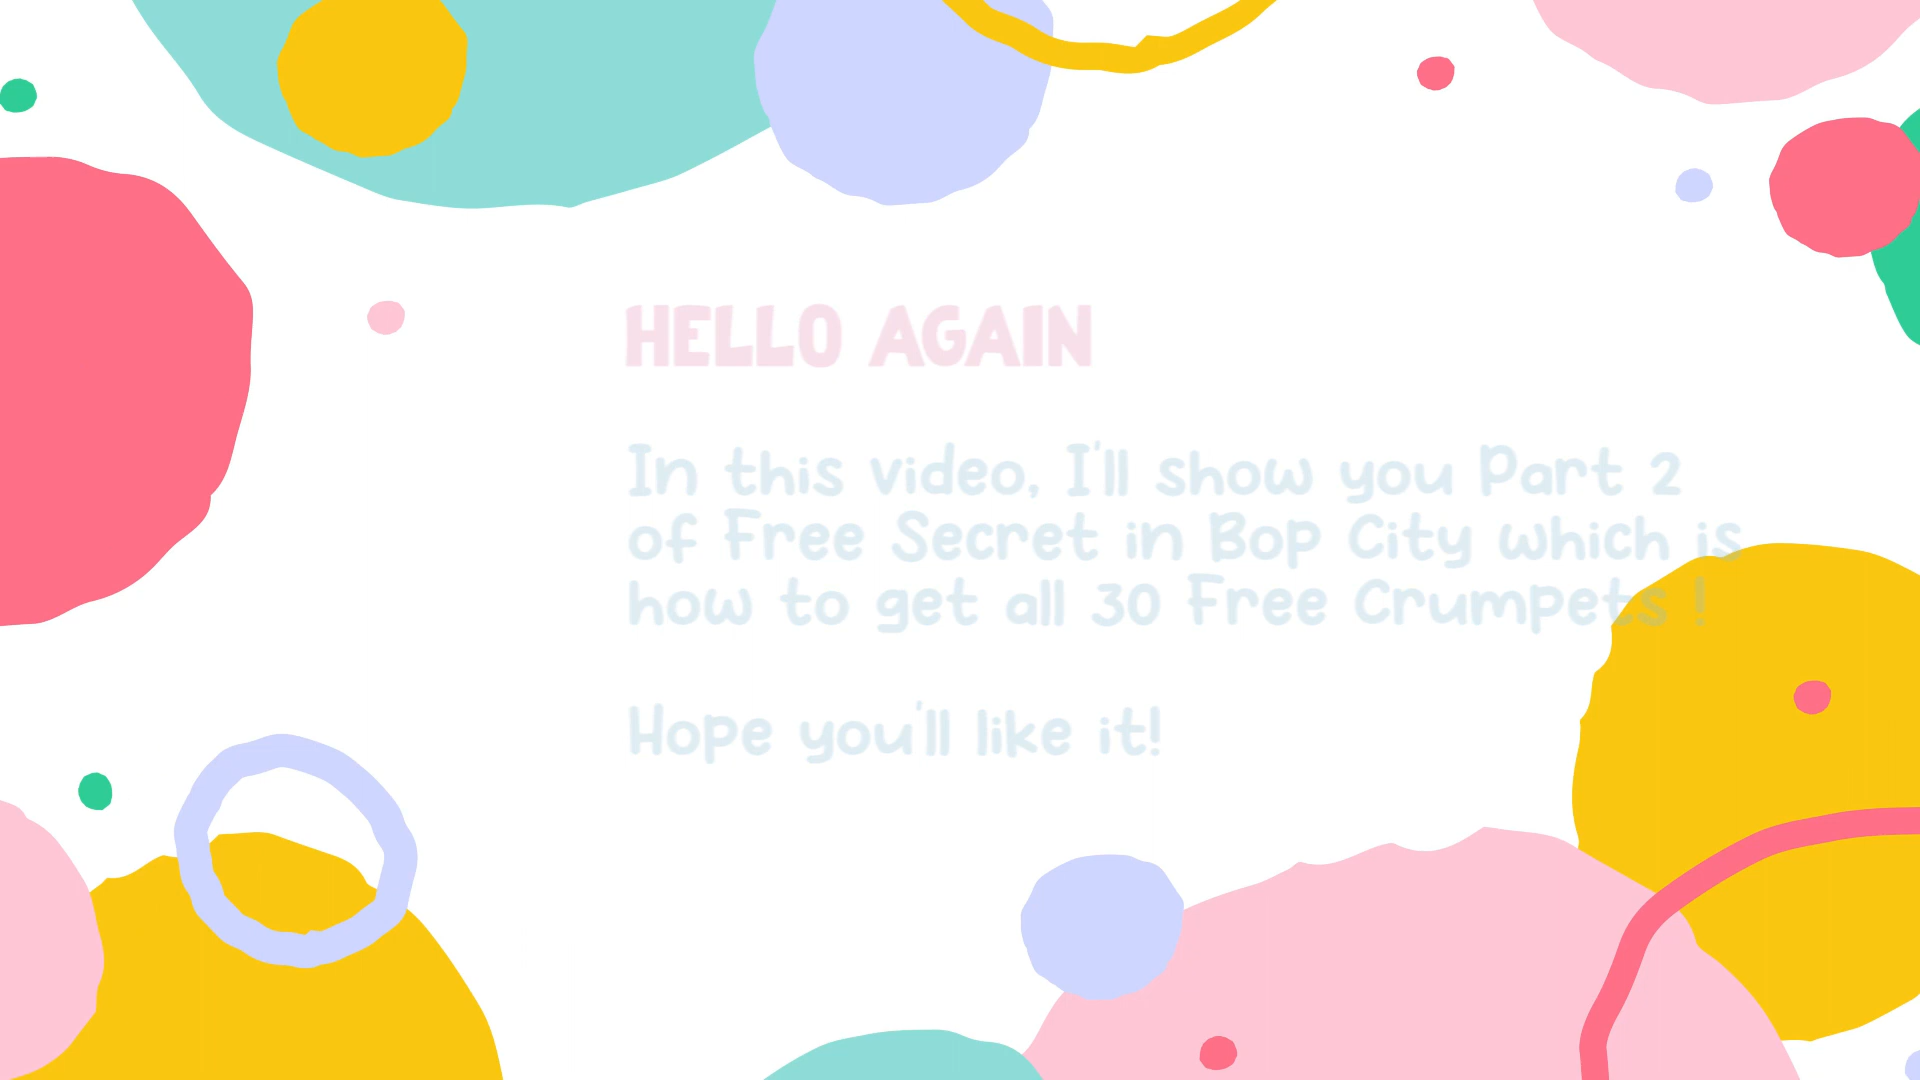 HELLO AGAIN
In this video, I'll show you Part 2
of Free Secret in Bop City which is
how to get all 30 Free Crumpets !
Hope you'll like it!